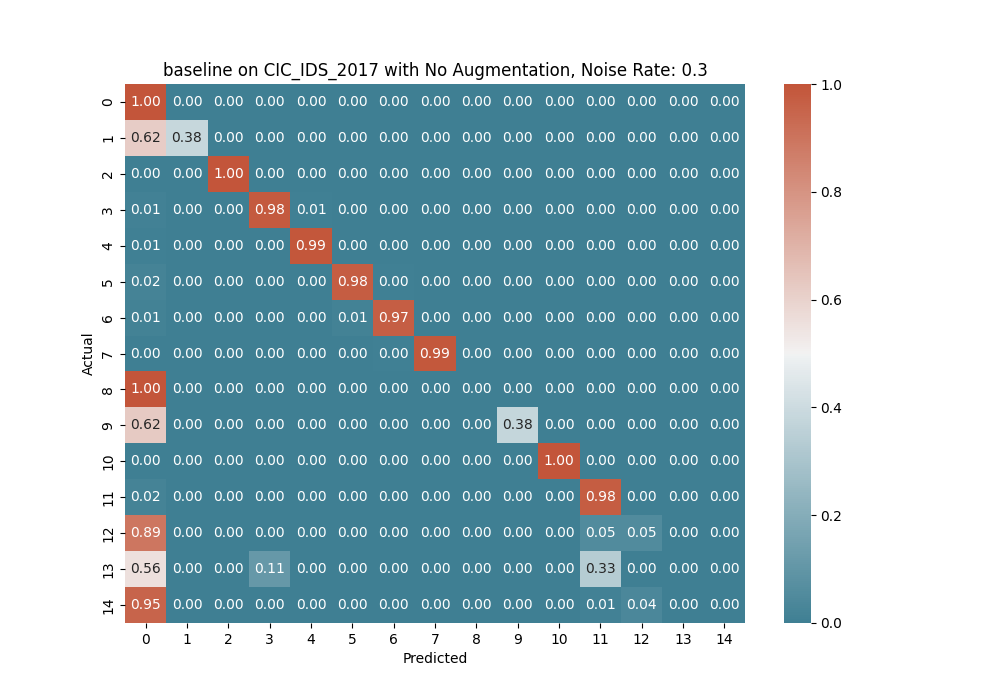 baseline on CIC_IDS_2017 with No Augmentation, Noise Rate: 0.3
0 1.00 0.00 0.00 0.00 0.00 0.00 0.00 0.00 0.00 0.00 0.00 0.00 0.00 0.00 0.00
1 0.62 0.38 0.00 0.00 0.00 0.00 0.00 0.00 0.00 0.00 0.00 0.00 0.00 0.00 0.00
2 0.00 0.00 1.00 0.00 0.00 0.00 0.00 0.00 0.00 0.00 0.00 0.00 0.00 0.00 0.00
3 0.01 0.00 0.00 0.98 0.01 0.00 0.00 0.00 0.00 0.00 0.00 0.00 0.00 0.00 0.00
4 0.01 0.00 0.00 0.00 0.99 0.00 0.00 0.00 0.00 0.00 0.00 0.00 0.00 0.00 0.00
5 0.02 0.00 0.00 0.00 0.00 0.98 0.00 0.00 0.00 0.00 0.00 0.00 0.00 0.00 0.00
6 0.01 0.00 0.00 0.00 0.00 0.01 0.97 0.00 0.00 0.00 0.00 0.00 0.00 0.00 0.00
7 0.00 0.00 0.00 0.00 0.00 0.00 0.00 0.99 0.00 0.00 0.00 0.00 0.00 0.00 0.00
8 1.00 0.00 0.00 0.00 0.00 0.00 0.00 0.00 0.00 0.00 0.00 0.00 0.00 0.00 0.00
9 0.62 0.00 0.00 0.00 0.00 0.00 0.00 0.00 0.00 0.38 0.00 0.00 0.00 0.00 0.00
10 0.00 0.00 0.00 0.00 0.00 0.00 0.00 0.00 0.00 0.00 1.00 0.00 0.00 0.00 0.00
11 0.02 0.00 0.00 0.00 0.00 0.00 0.00 0.00 0.00 0.00 0.00 0.98 0.00 0.00 0.00
12 0.89 0.00 0.00 0.00 0.00 0.00 0.00 0.00 0.00 0.00 0.00 0.05 0.05 0.00 0.00
13 0.56 0.00 0.00 0.11 0.00 0.00 0.00 0.00 0.00 0.00 0.00 0.33 0.00 0.00 0.00
14 0.95 0.00 0.00 0.00 0.00 0.00 0.00 0.00 0.00 0.00 0.00 0.01 0.04 0.00 0.00
0 1 2 3 4 5 6 7 8 9 10 11 12 13 14
Predicted
Actual
1.0
0.8
0.6
0.4
0.2
0.0